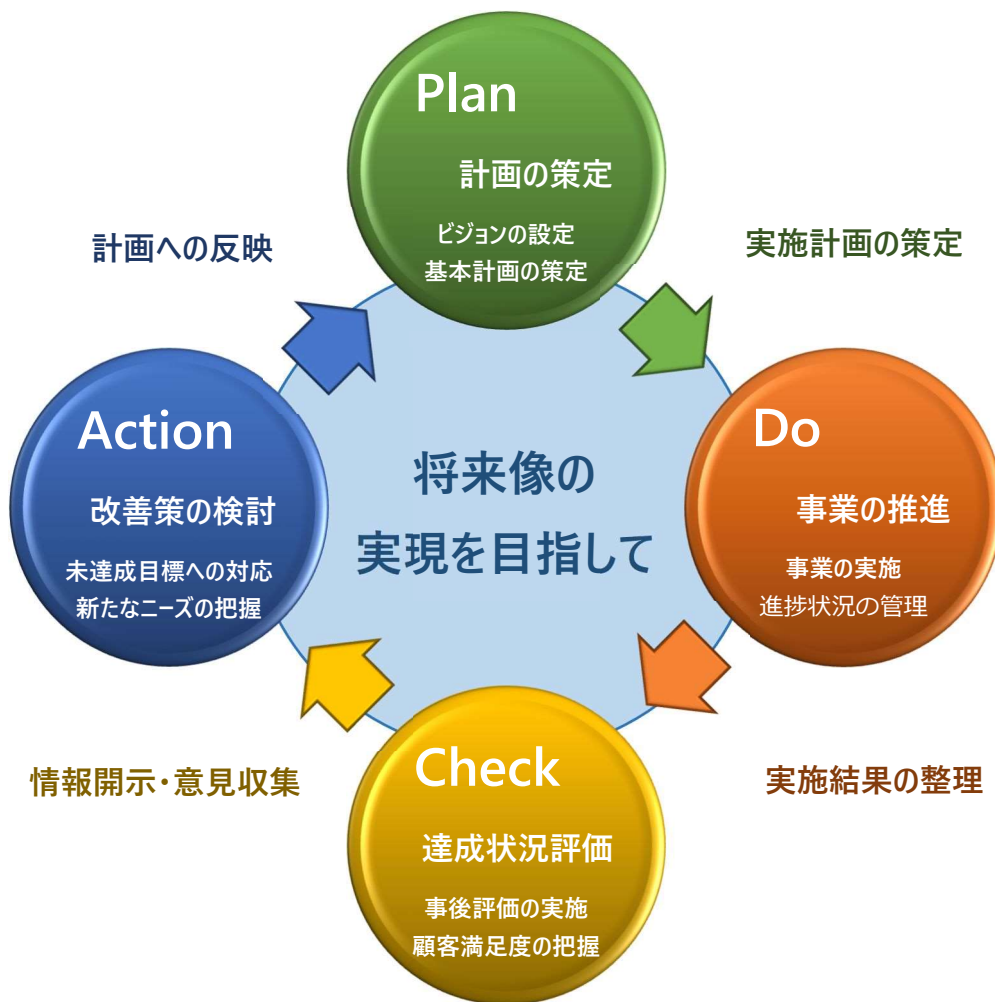 Plan
計画の策定
ビジョンの設定
基本計画の策定
計画への反映
実施計画の策定
Action
改善策の検討
未達成目標への対応
新たなニーズの把握
将来像の
実現を目指して
Do
事業の推進
事業の実施
進捗状況の管理
情報開示・意見収集
実施結果の整理
Check
達成状況評価
事後評価の実施
顧客満足度の把握